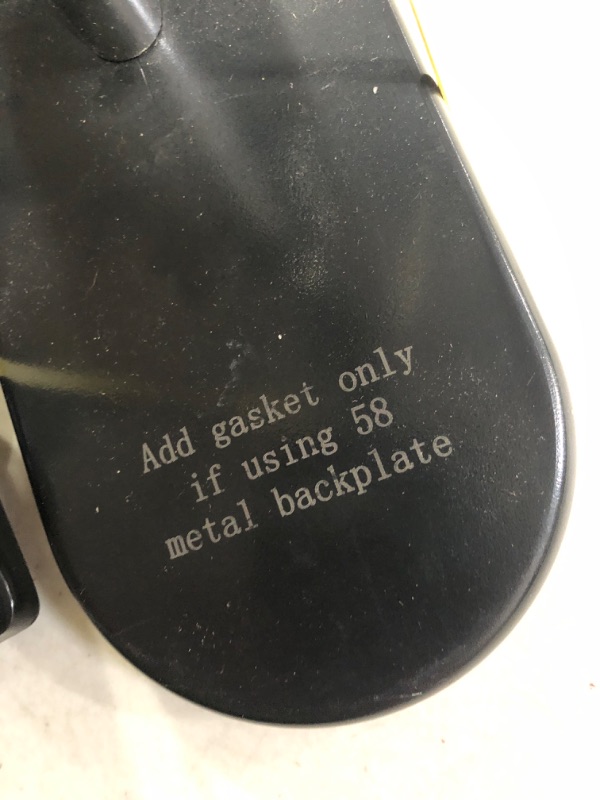 Add gasket only
if using 58
metal backplate